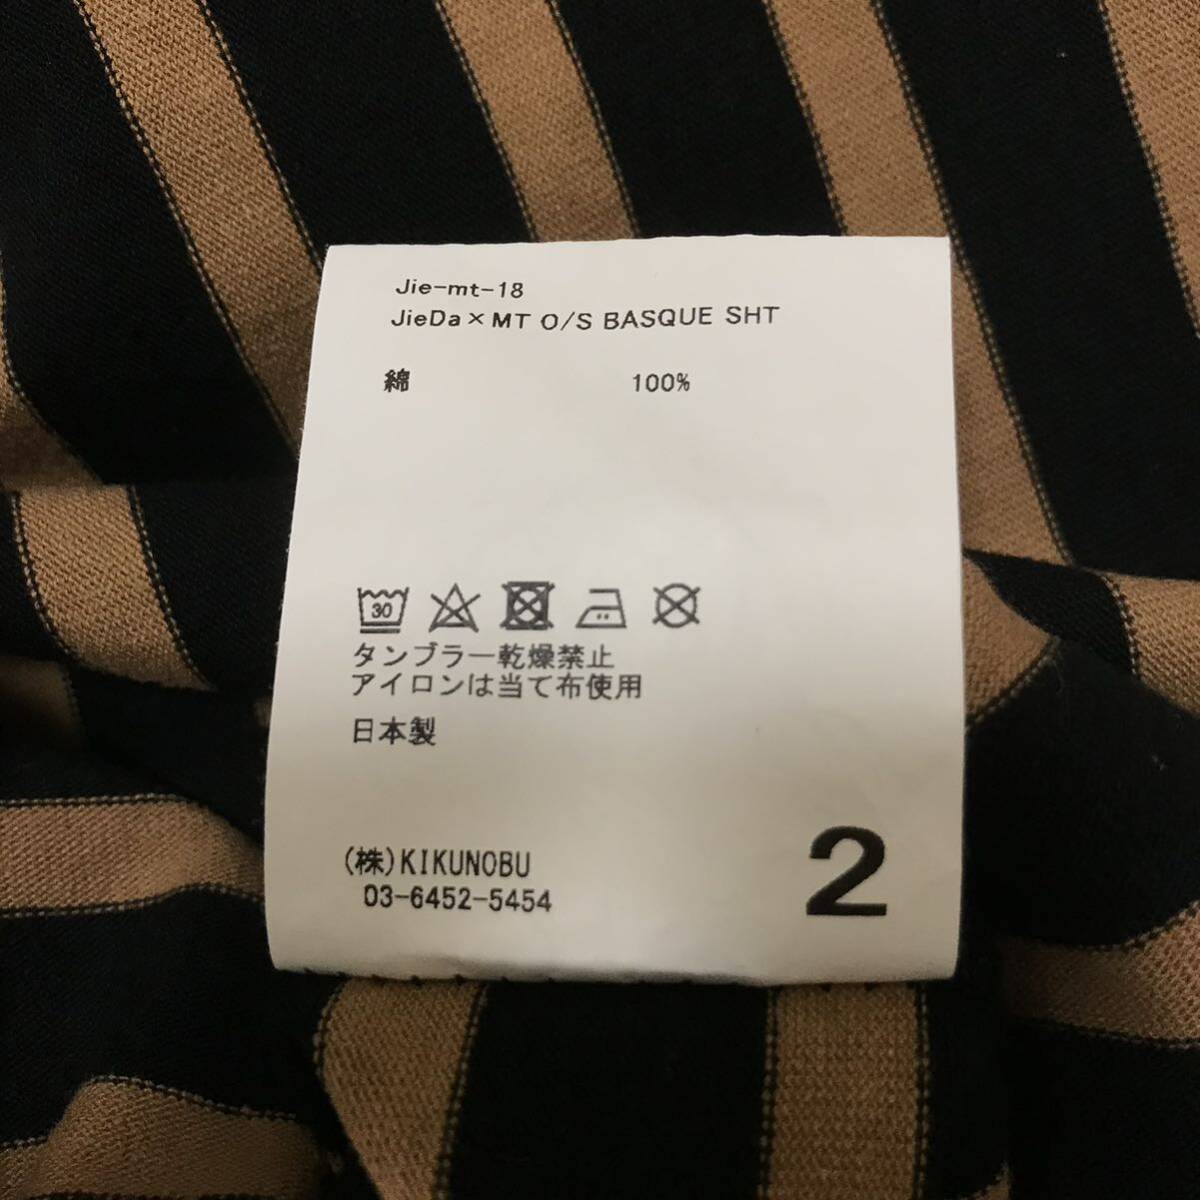 Jie-mt-18
JieDa×MT O/S BASQUE SHT
綿 100%
30
タンブラー乾燥禁止
アイロンは当て布使用
日本製
(株)KIKUNOBU
03-6452-5454
2